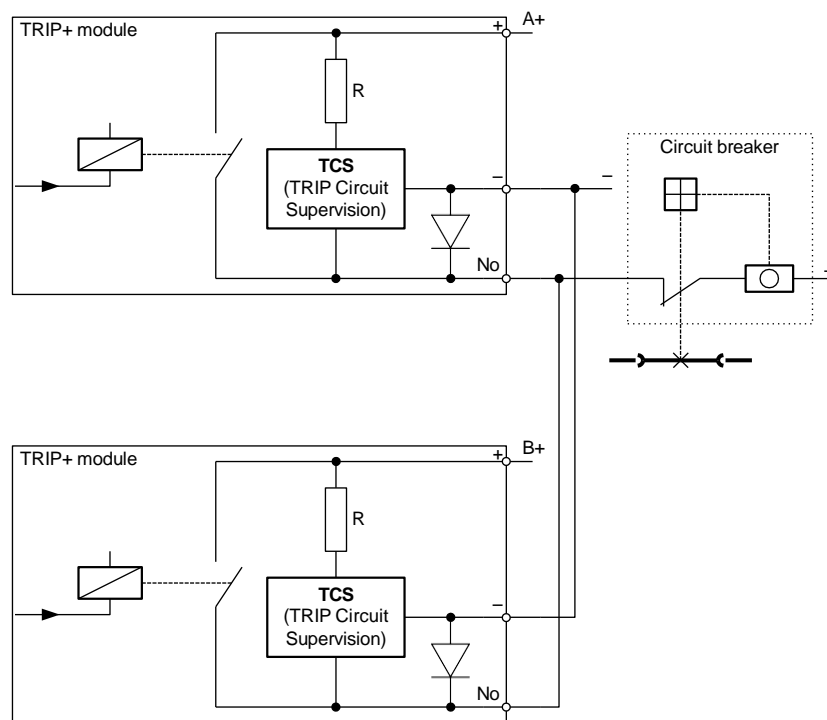 TRIP+ module
+
A+
R
TCS
(TRIP Circuit
Supervision)
–
–
No
Circuit breaker
–
TRIP+ module
+
B+
R
TCS
(TRIP Circuit
Supervision)
–
No